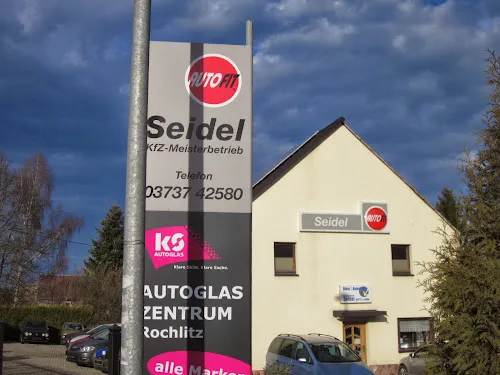 AUTOFIT
Seidel
KfZ-Meisterbetrieb
Telefon
03737 42580
ks
AUTOGLAS
Klare Sicht. Klare Sache.
AUTOGLAS
ZENTRUM
Rochlitz
alle Marken
Seidel
AUTO